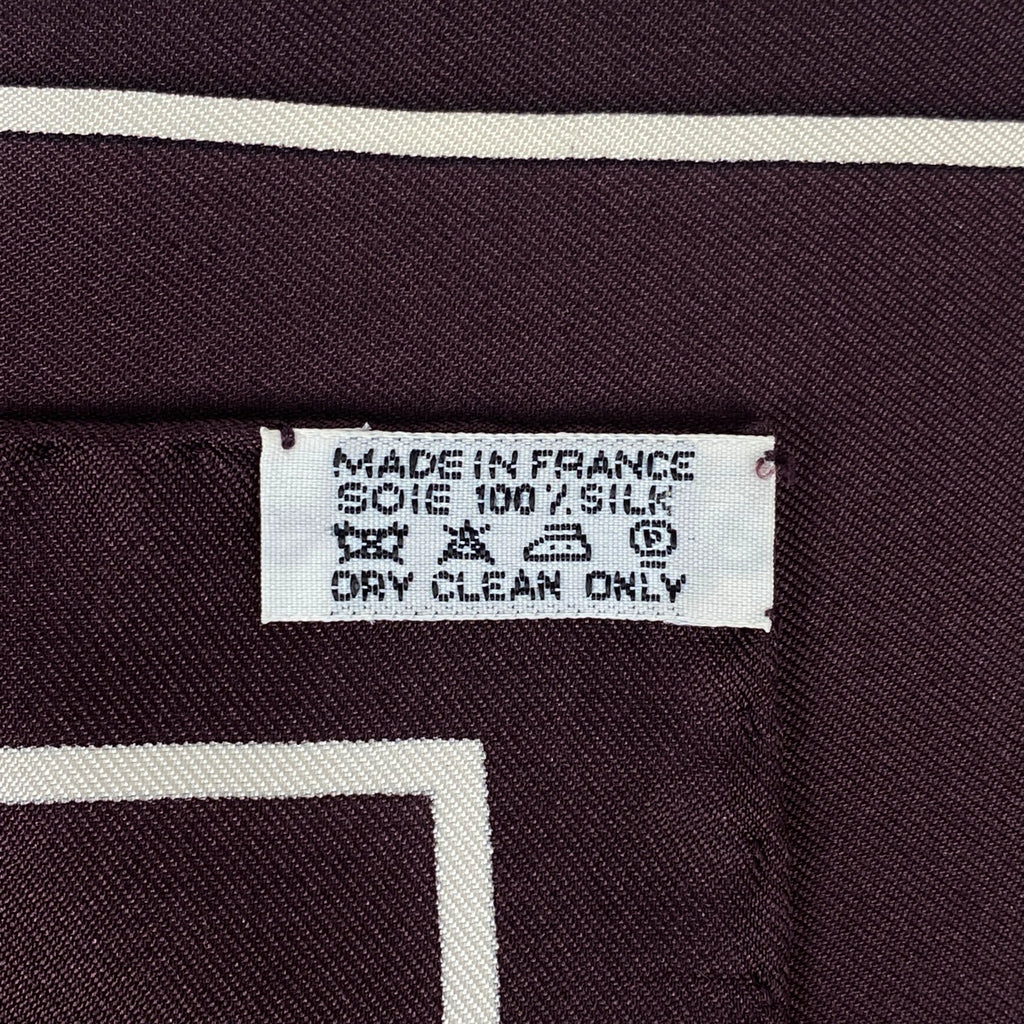 MADE IN FRANCE
SOIE 100% SILK
P
DRY CLEAN ONLY